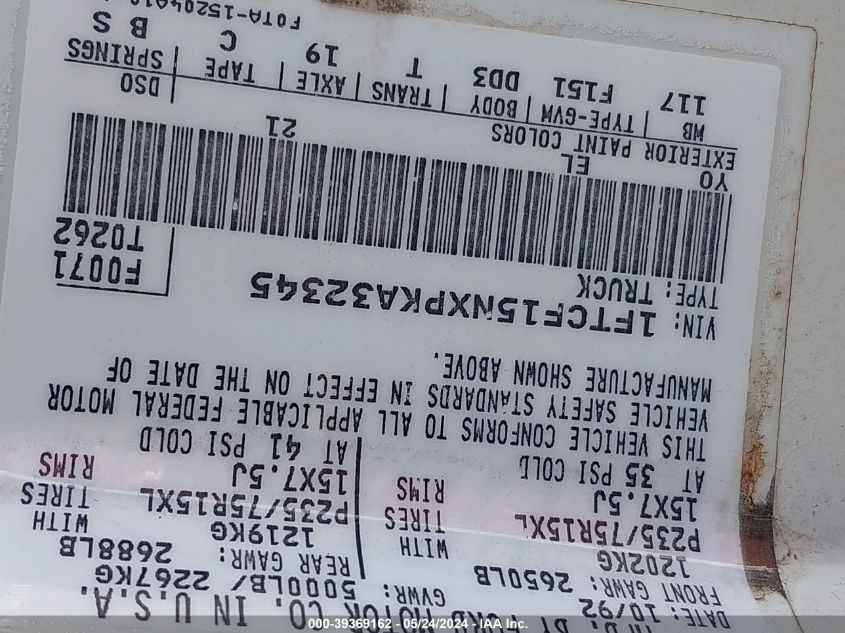 MFD. BY FORD MOTOR CO. IN U.S.A.
DATE: 10/92 GVWR: 5000LB/ 2267KG
FRONT GAWR: 2650LB REAR GAWR: 2688LB
1202KG WITH 1219KG WITH
P235/75R15XL TIRES P235/75R15XL TIRES
15X7.5J RIMS 15X7.5J RIMS
AT 35 PSI COLD AT 41 PSI COLD
THIS VEHICLE CONFORMS TO ALL APPLICABLE FEDERAL MOTOR
VEHICLE SAFETY STANDARDS IN EFFECT ON THE DATE OF
MANUFACTURE SHOWN ABOVE.
VIN: 1FTCF15NXPKA32345
TYPE: TRUCK
F0071
T0262
YO EL 21
EXTERIOR PAINT COLORS DSO
WB | TYPE-GVW | BODY | TRANS | AXLE | TAPE | SPRINGS
117 F151 DD3 T 19 C B S
000-39369162 - 05/24/2024 - IAA Inc.